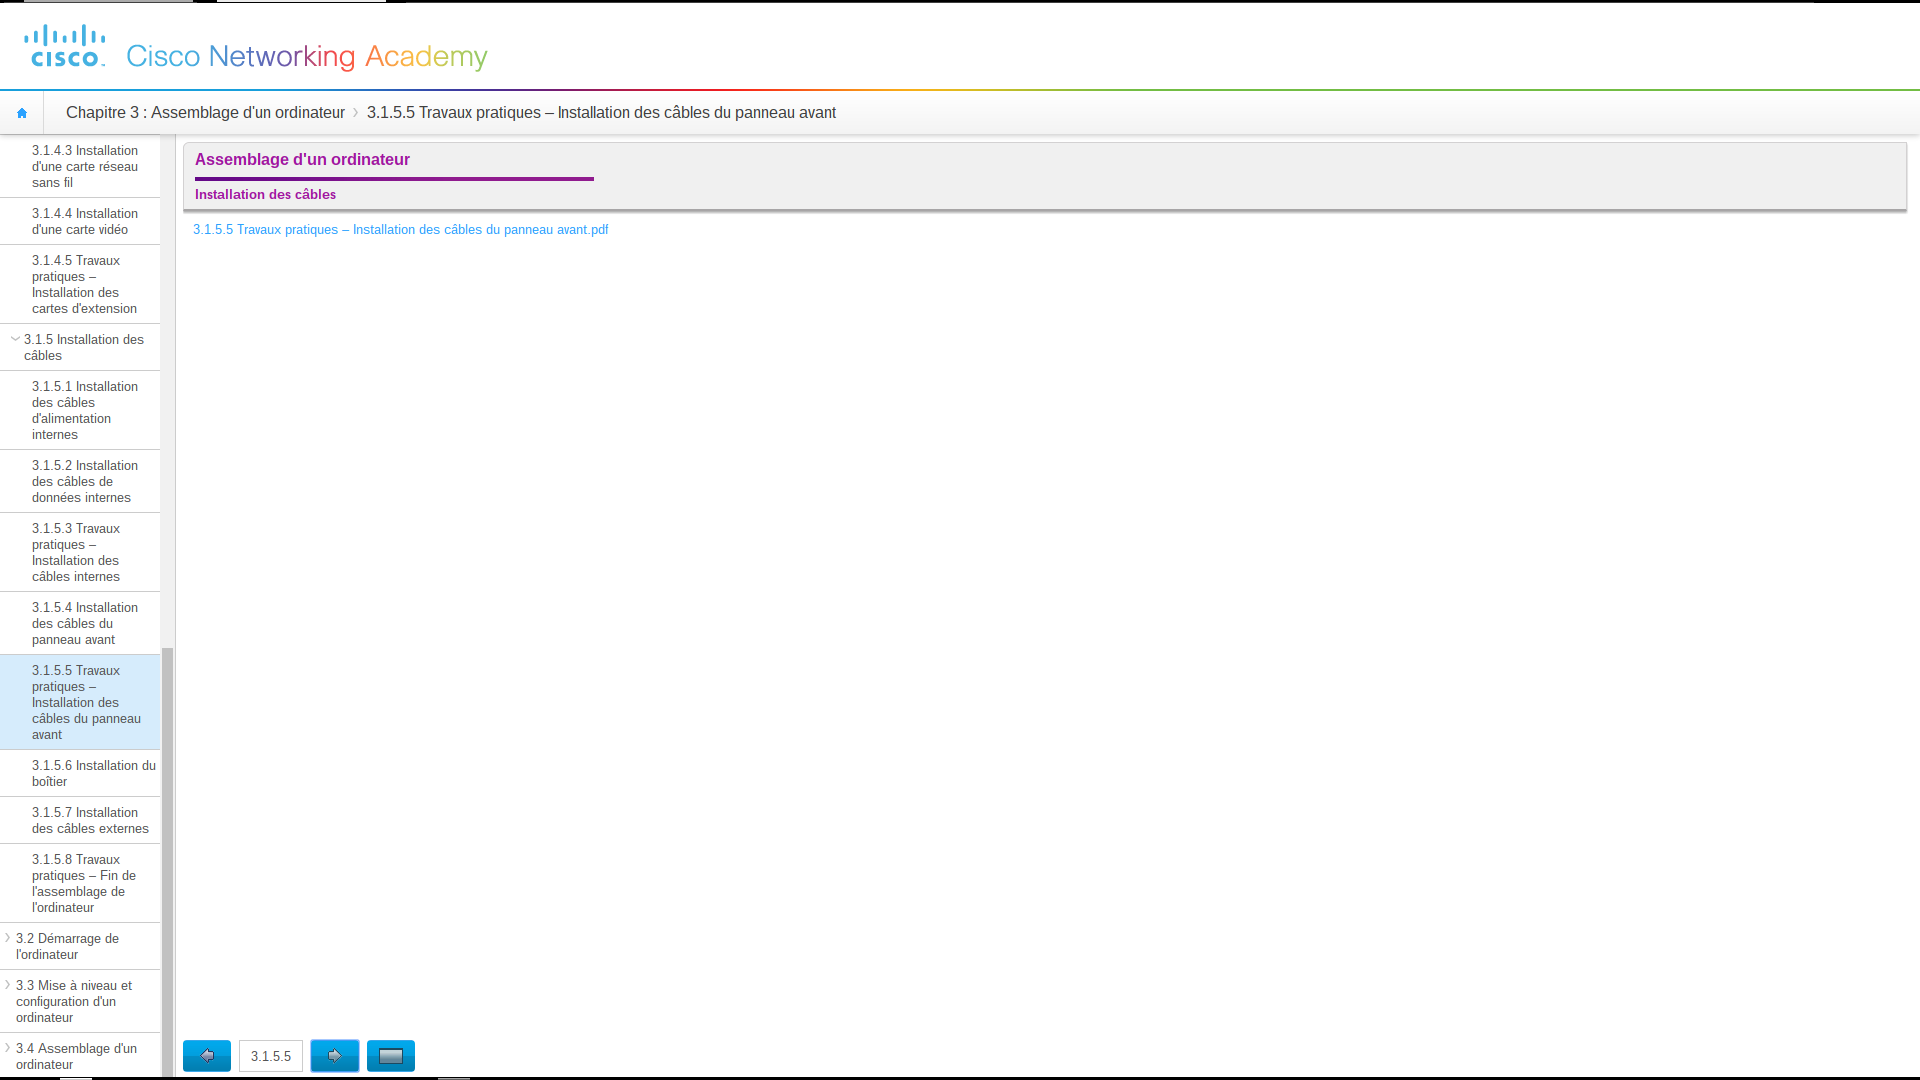 CISCO
Cisco Networking Academy
Chapitre 3 : Assemblage d'un ordinateur
3.1.5.5 Travaux pratiques – Installation des câbles du panneau avant
3.1.4.3 Installation
d'une carte réseau
sans fil
3.1.4.4 Installation
d'une carte vidéo
3.1.4.5 Travaux
pratiques –
Installation des
cartes d'extension
3.1.5 Installation des
câbles
3.1.5.1 Installation
des câbles
d'alimentation
internes
3.1.5.2 Installation
des câbles de
données internes
3.1.5.3 Travaux
pratiques –
Installation des
câbles internes
3.1.5.4 Installation
des câbles du
panneau avant
3.1.5.5 Travaux
pratiques –
Installation des
câbles du panneau
avant
3.1.5.6 Installation du
boîtier
3.1.5.7 Installation
des câbles externes
3.1.5.8 Travaux
pratiques – Fin de
l'assemblage de
l'ordinateur
3.2 Démarrage de
l'ordinateur
3.3 Mise à niveau et
configuration d'un
ordinateur
3.4 Assemblage d'un
ordinateur
Assemblage d'un ordinateur
Installation des câbles
3.1.5.5 Travaux pratiques – Installation des câbles du panneau avant.pdf
3.1.5.5